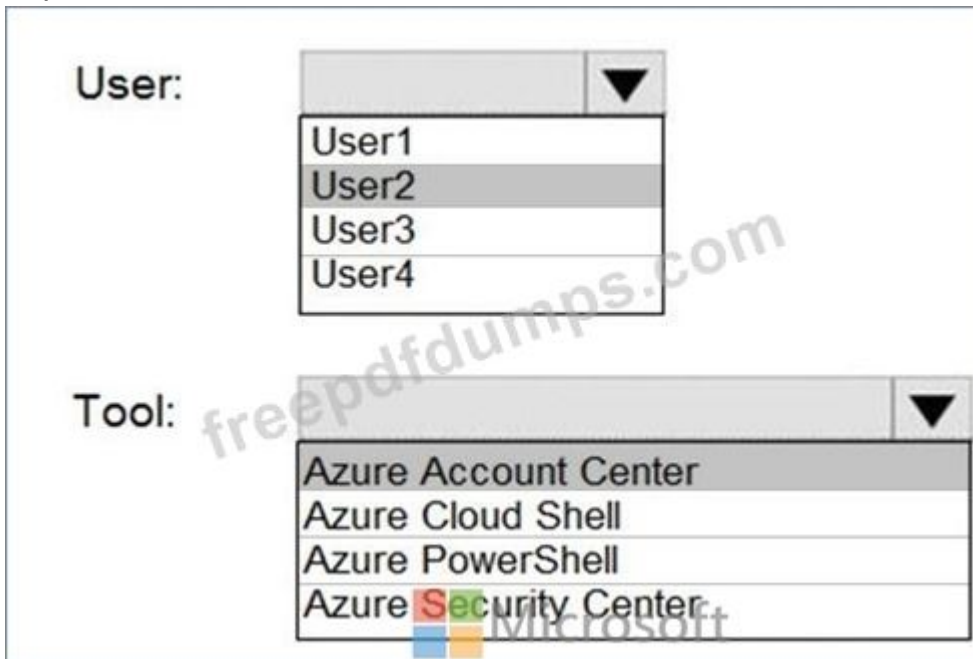 User:
User1
User2
User3
User4
freepdfdumps.com
Tool:
Azure Account Center
Azure Cloud Shell
Azure PowerShell
Azure Security Center
Microsoft